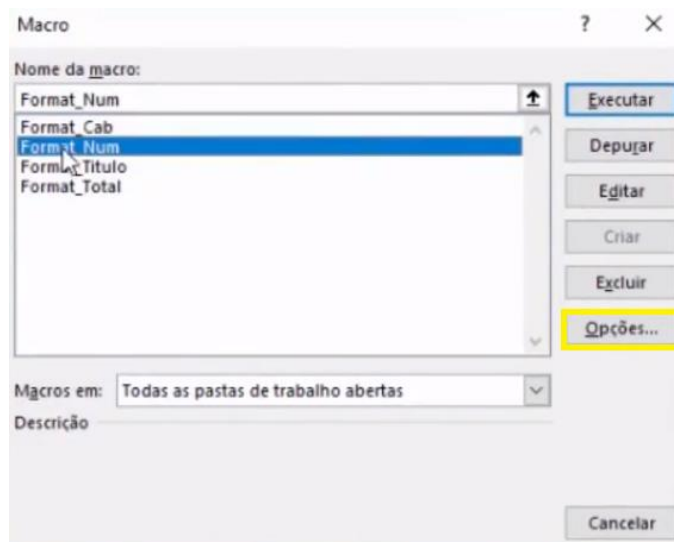 Macro ? X
Nome da macro:
Format_Num
Executar
Format_Cab
Format_Num
Format_Titulo
Format_Total
Depurar
Editar
Criar
Excluir
Opções...
Macros em: Todas as pastas de trabalho abertas
Descrição
Cancelar